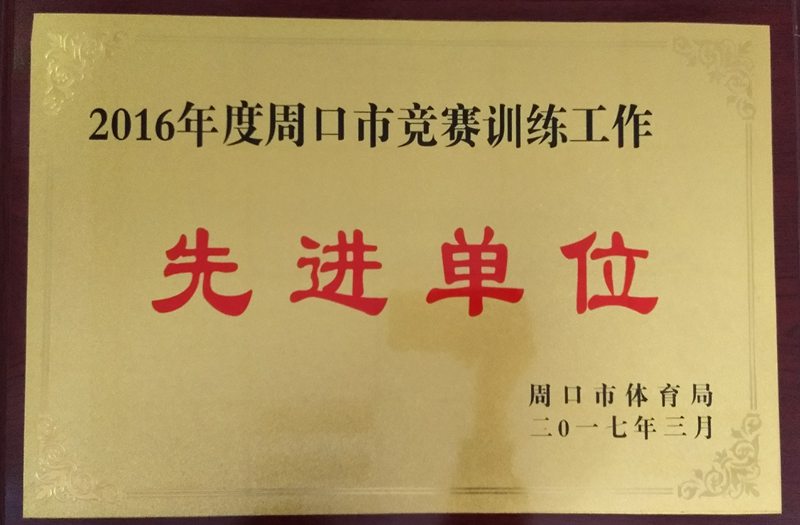 2016年度周口市竞赛训练工作
先进单位
周口市体育局
二0一七年三月